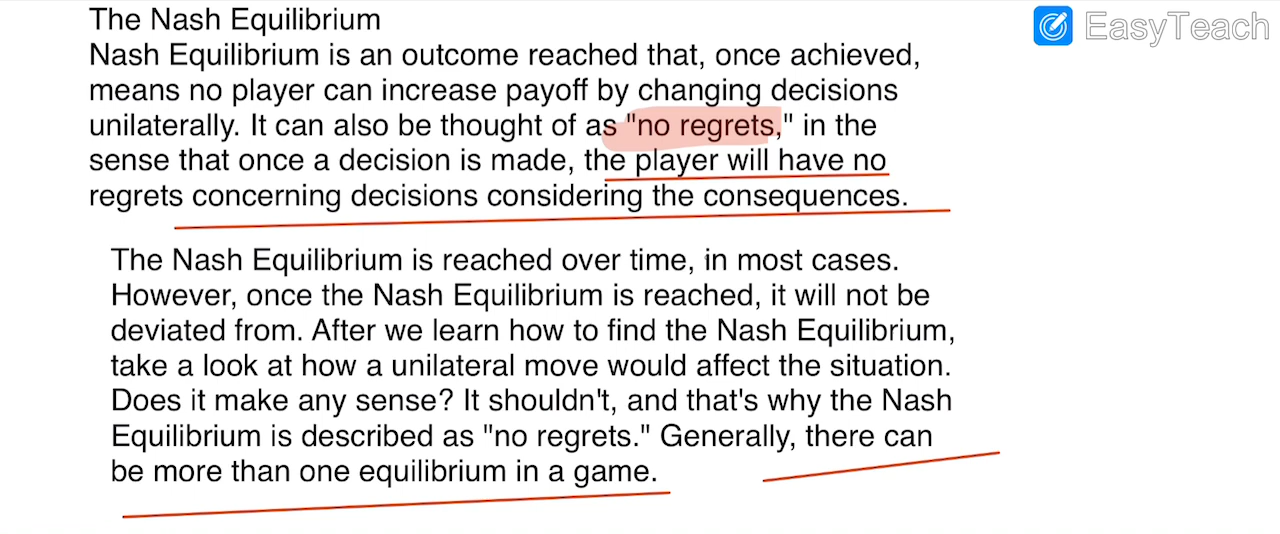 The Nash Equilibrium
EasyTeach
Nash Equilibrium is an outcome reached that, once achieved,
means no player can increase payoff by changing decisions
unilaterally. It can also be thought of as "no regrets," in the
sense that once a decision is made, the player will have no
regrets concerning decisions considering the consequences.
The Nash Equilibrium is reached over time, in most cases.
However, once the Nash Equilibrium is reached, it will not be
deviated from. After we learn how to find the Nash Equilibrium,
take a look at how a unilateral move would affect the situation.
Does it make any sense? It shouldn't, and that's why the Nash
Equilibrium is described as "no regrets." Generally, there can
be more than one equilibrium in a game.